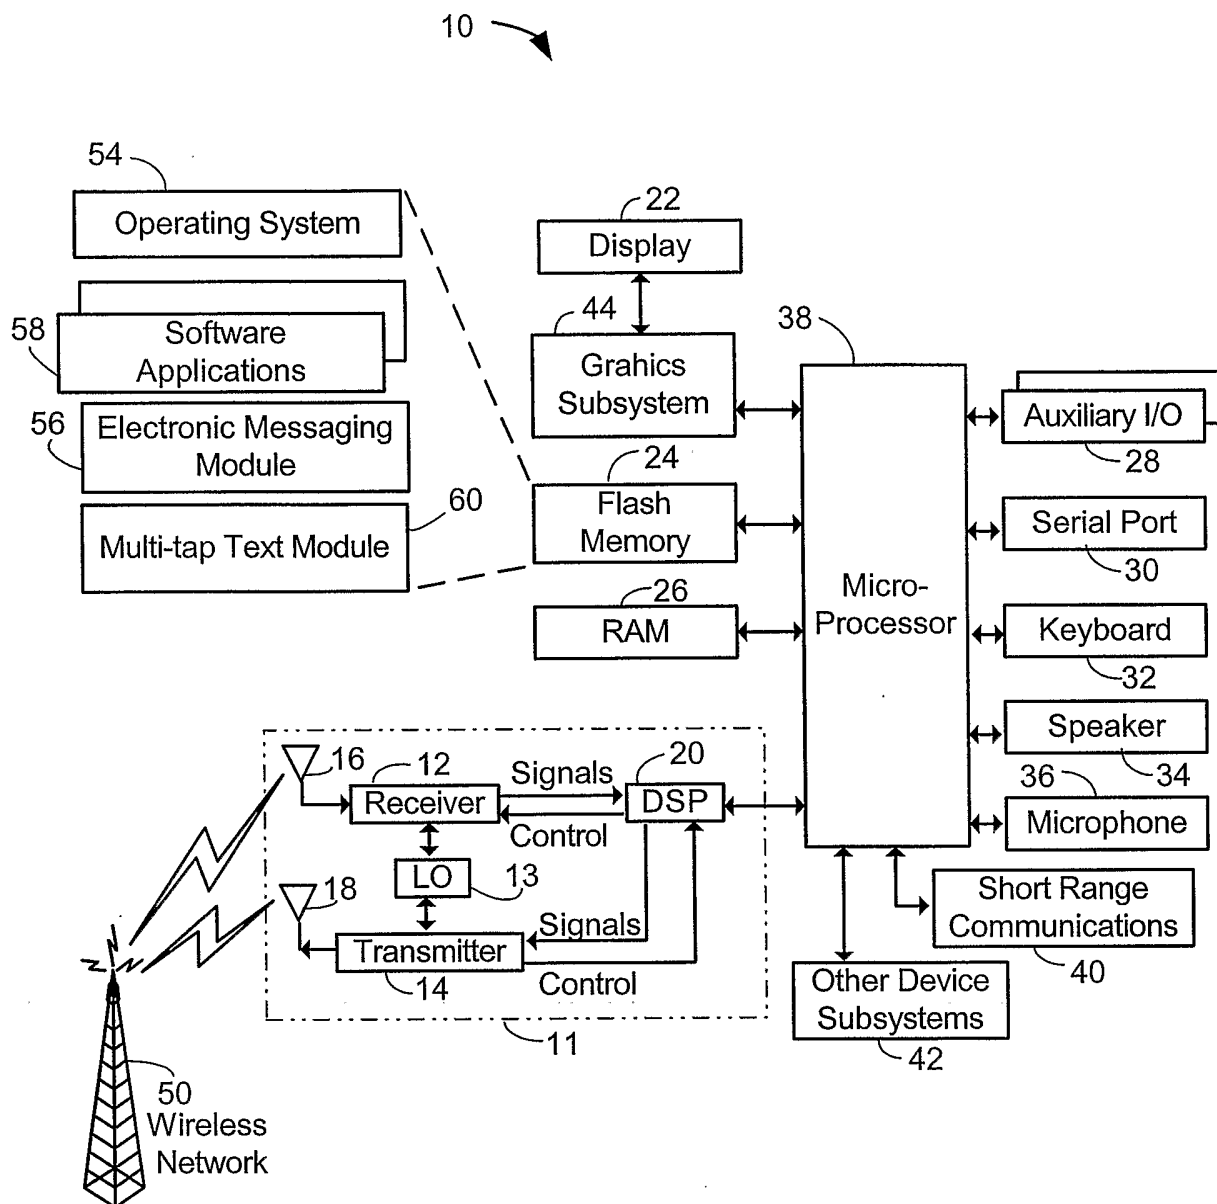 10
54
Operating System
22
Display
58
Software
Applications
44
Grahics
Subsystem
38
Auxiliary I/O
28
56
Electronic Messaging
Module
24
Flash
Memory
Serial Port
30
60
Multi-tap Text Module
26
RAM
Micro-
Processor
Keyboard
32
Speaker
34
36
Microphone
16
12
Receiver
Signals
20
DSP
Control
LO
13
18
Signals
Transmitter
14
Control
11
Short Range
Communications
40
Other Device
Subsystems
42
50
Wireless
Network